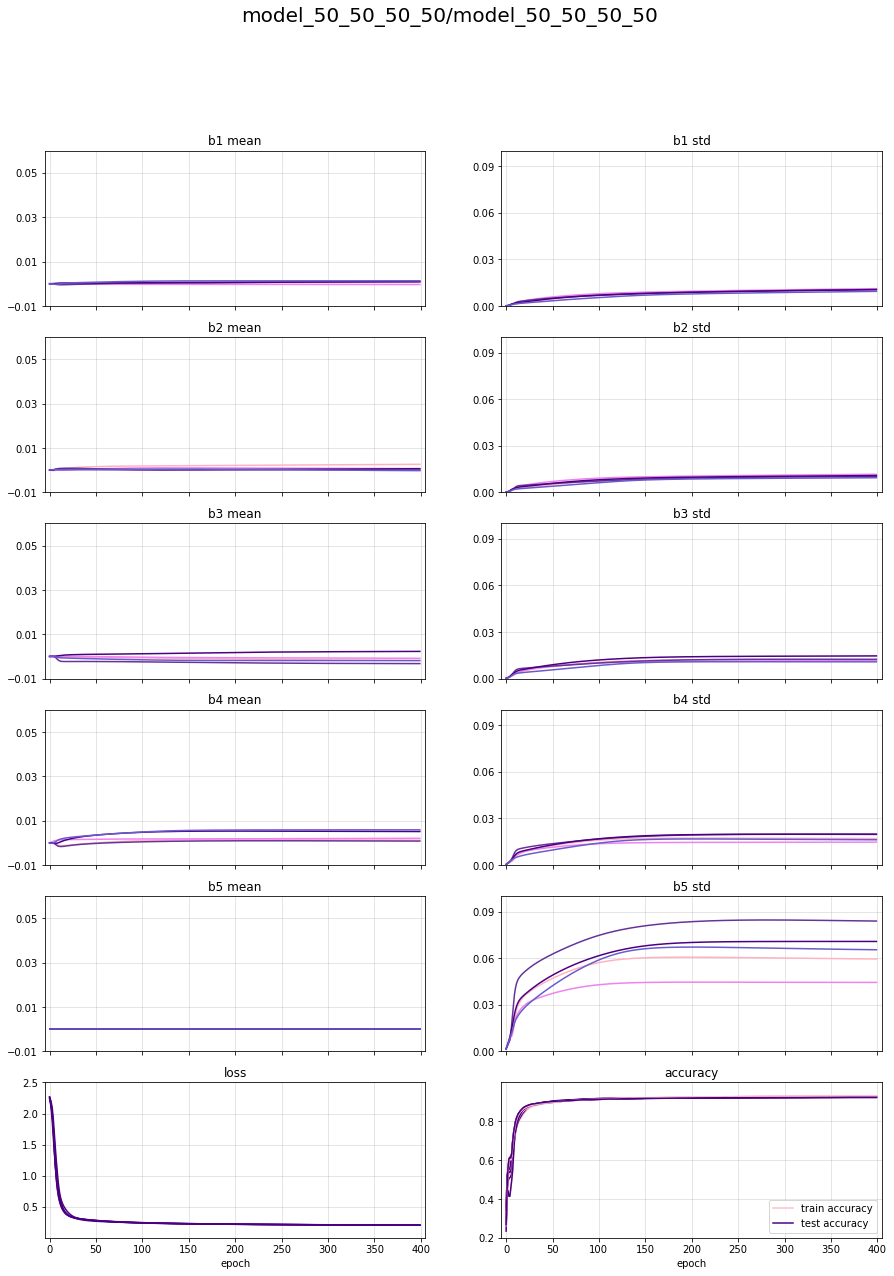 model_50_50_50_50/model_50_50_50_50
b1 mean
b1 std
0.05
0.03
0.01
−0.01
0.09
0.06
0.03
0.00
b2 mean
b2 std
0.05
0.03
0.01
−0.01
0.09
0.06
0.03
0.00
b3 mean
b3 std
0.05
0.03
0.01
−0.01
0.09
0.06
0.03
0.00
b4 mean
b4 std
0.05
0.03
0.01
−0.01
0.09
0.06
0.03
0.00
b5 mean
b5 std
0.05
0.03
0.01
−0.01
0.09
0.06
0.03
0.00
loss
accuracy
2.5
2.0
1.5
1.0
0.5
0 50 100 150 200 250 300 350 400
epoch
0.8
0.6
0.4
0.2
train accuracy
test accuracy
0 50 100 150 200 250 300 350 400
epoch